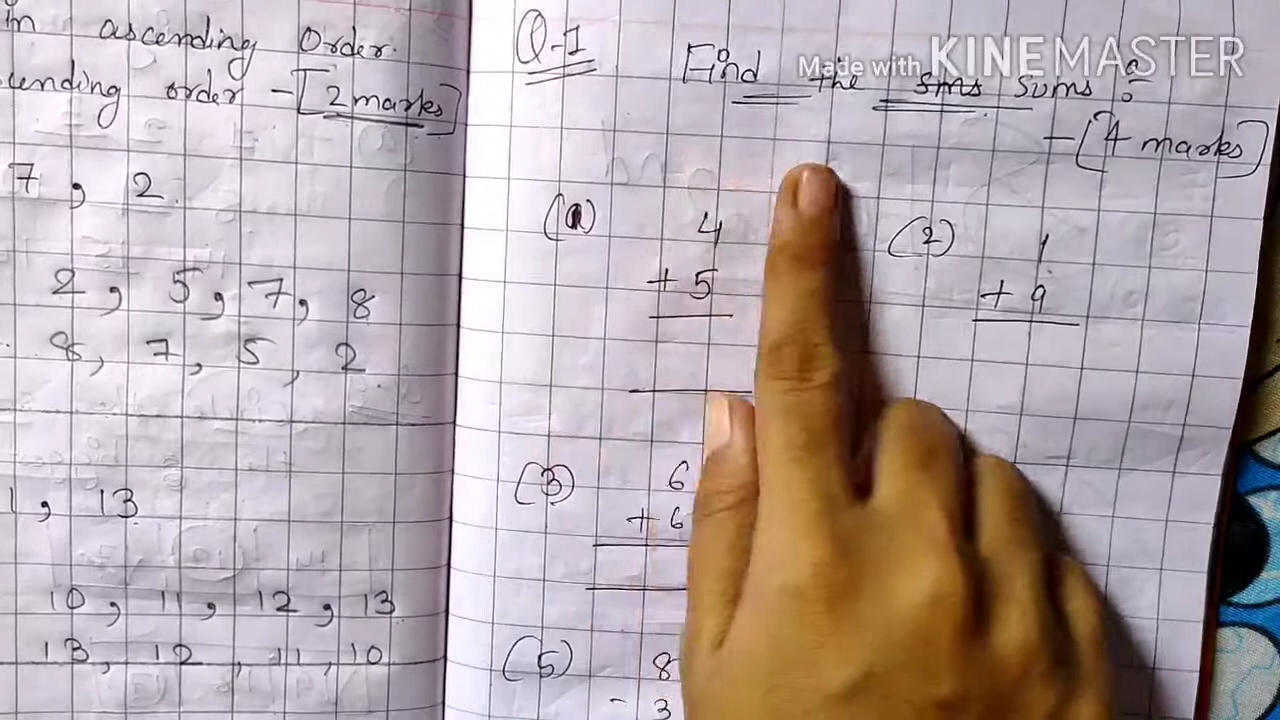 in ascending order.
cending order - [2 marks]
7, 2.
2, 5, 7, 8
8, 7, 5, 2
1, 13
10, 11, 12, 13
13, 12, 11, 10
Made with KINEMASTER
Q-1 Find the sms sums :
- [4 marks]
(1) 4
+ 5
(2) 1
+ 9
(3) 6
+ 6
(5) 8
- 3